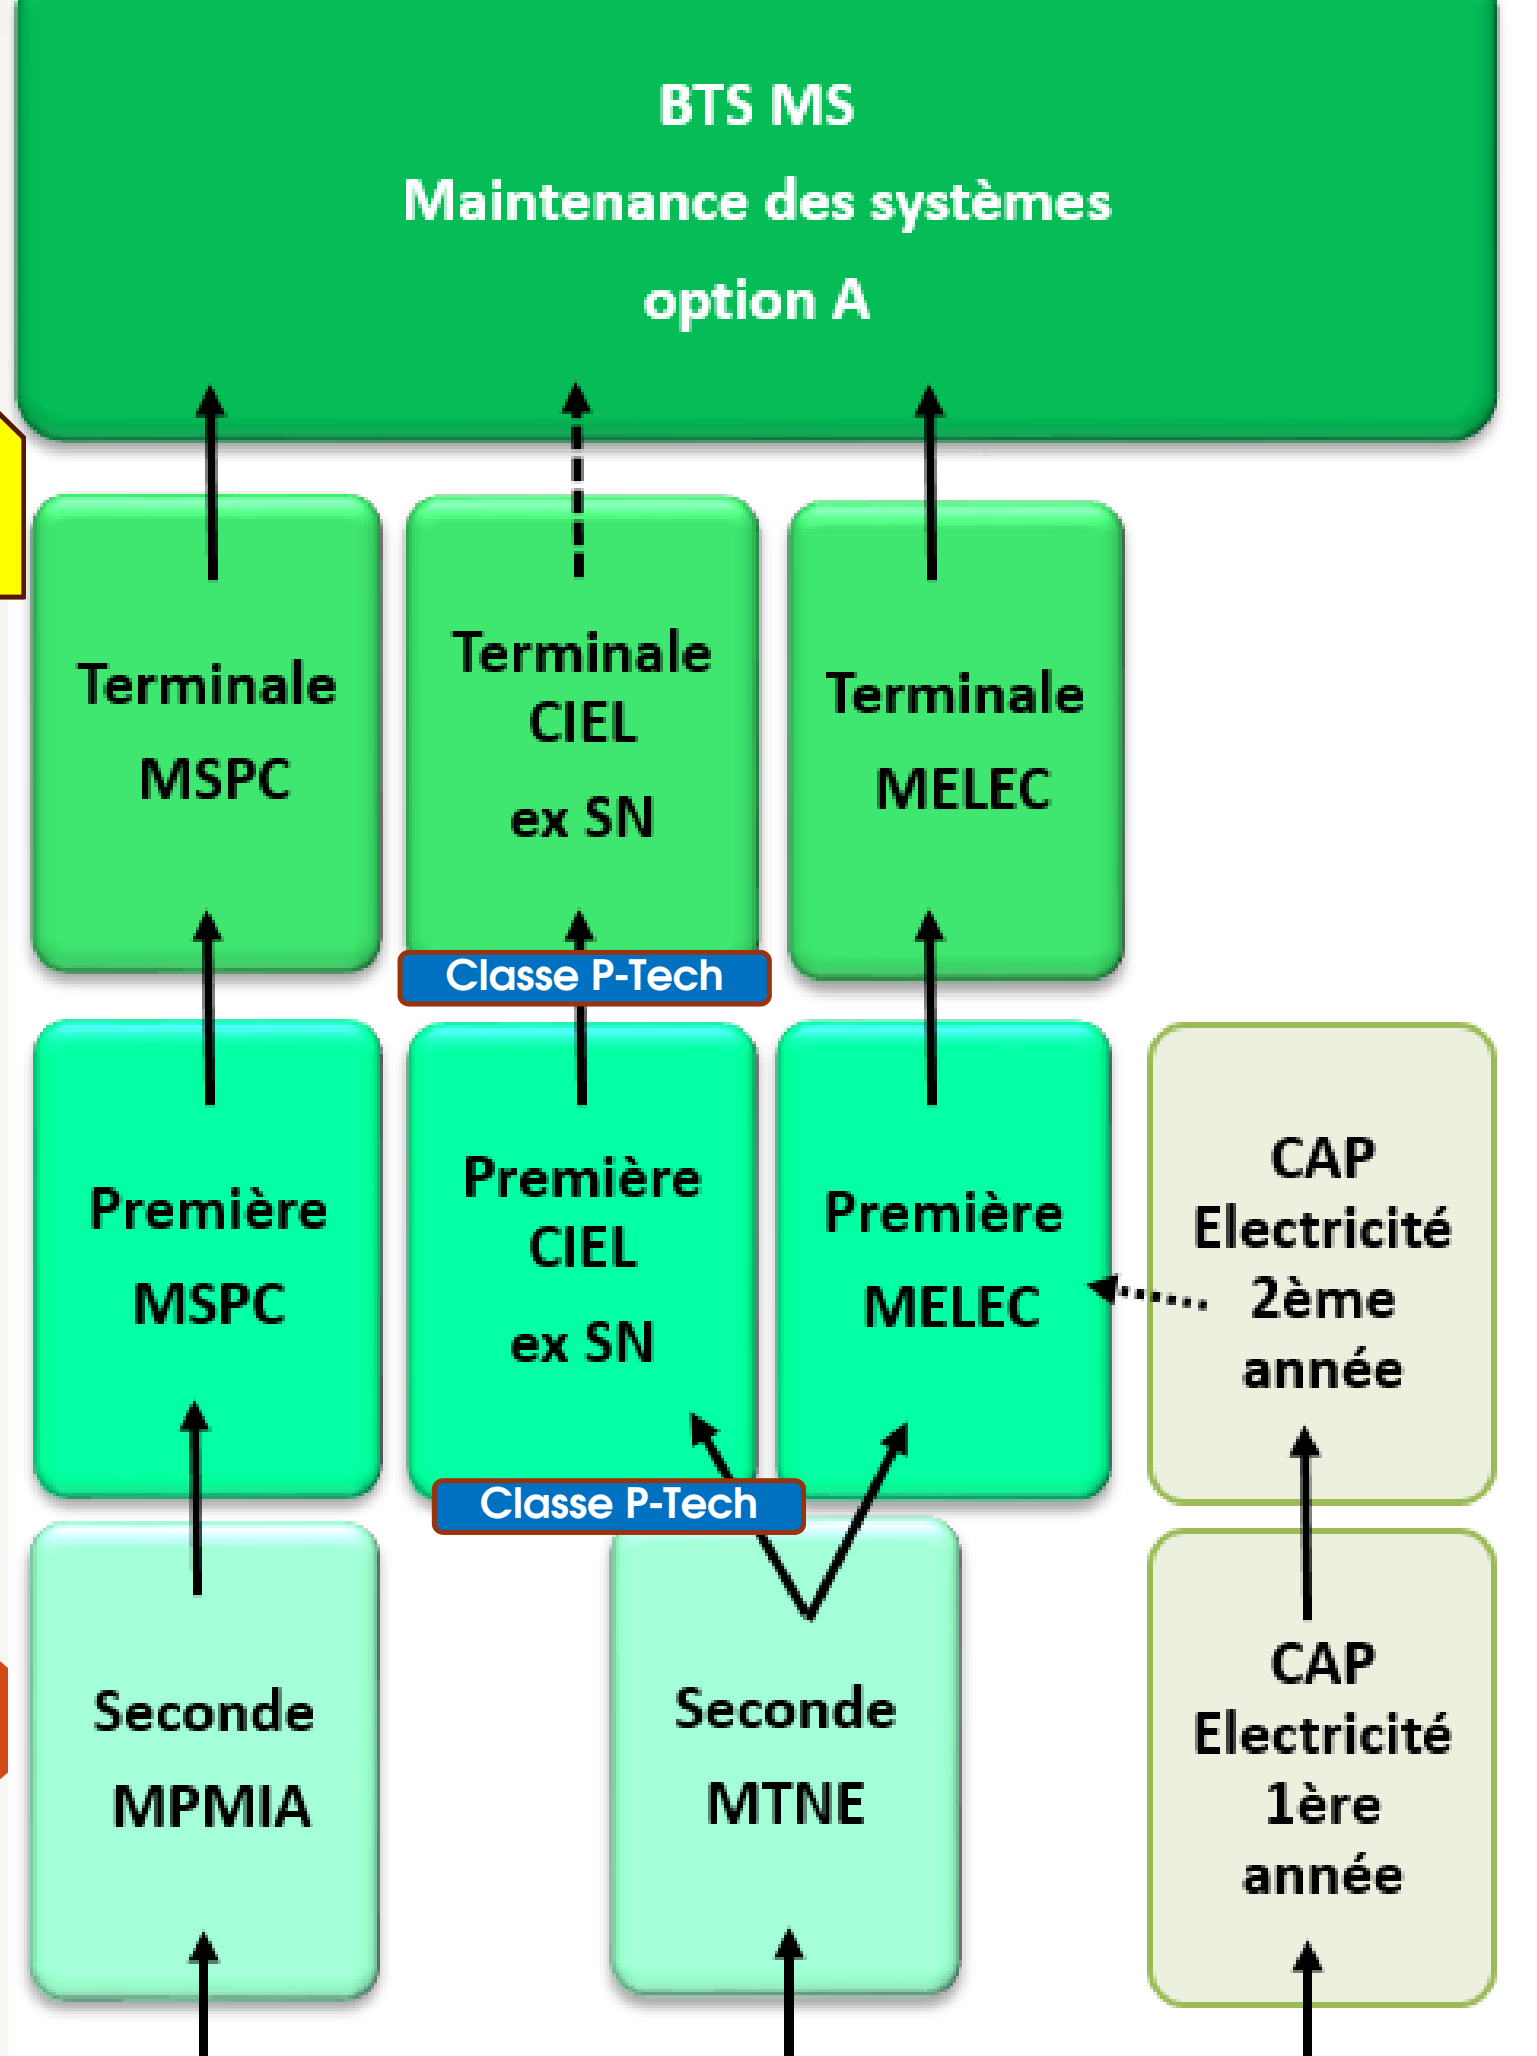 BTS MS
Maintenance des systèmes
option A
Terminale
MSPC
Terminale
CIEL
ex SN
Terminale
MELEC
Classe P-Tech
Première
MSPC
Première
CIEL
ex SN
Première
MELEC
CAP
Electricité
2ème
année
Classe P-Tech
Seconde
MPMIA
Seconde
MTNE
CAP
Electricité
1ère
année